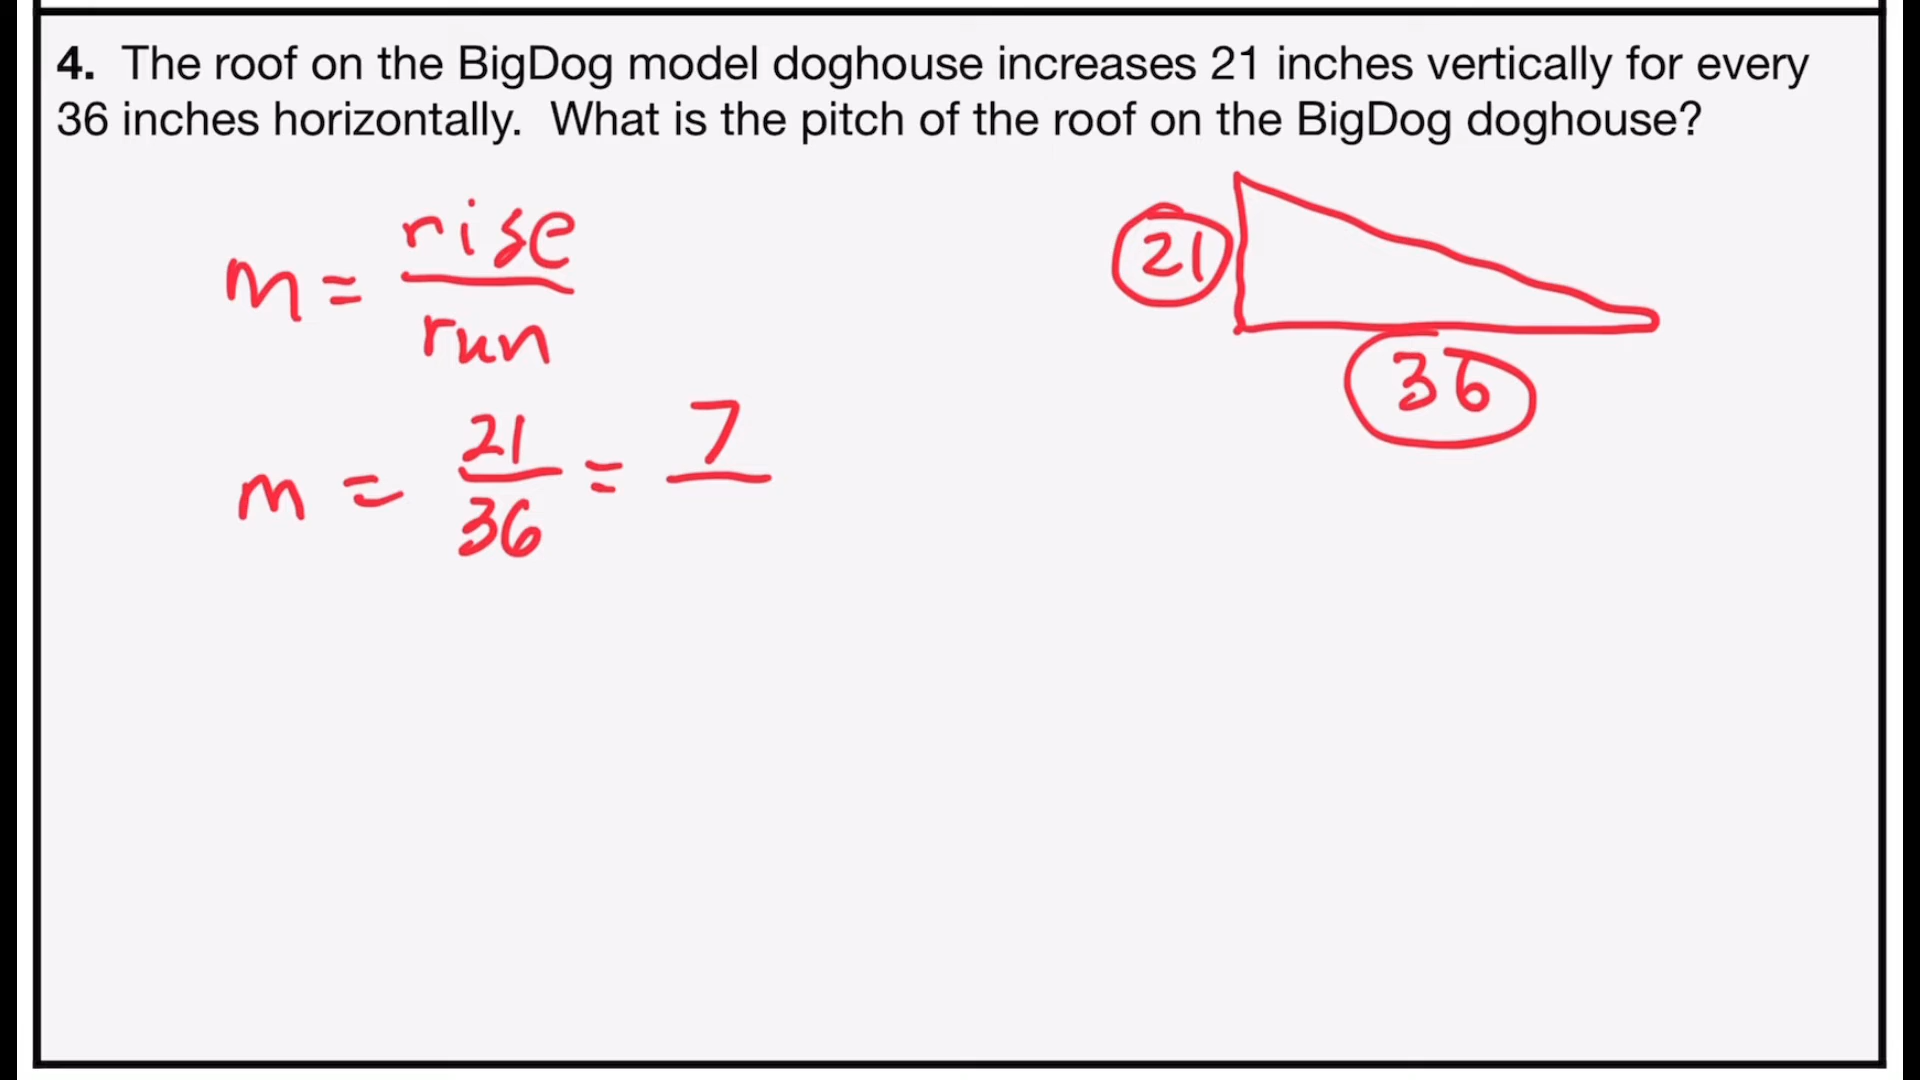 4. The roof on the BigDog model doghouse increases 21 inches vertically for every
36 inches horizontally. What is the pitch of the roof on the BigDog doghouse?
m = rise/run
21
36
m = 21/36 = 7/